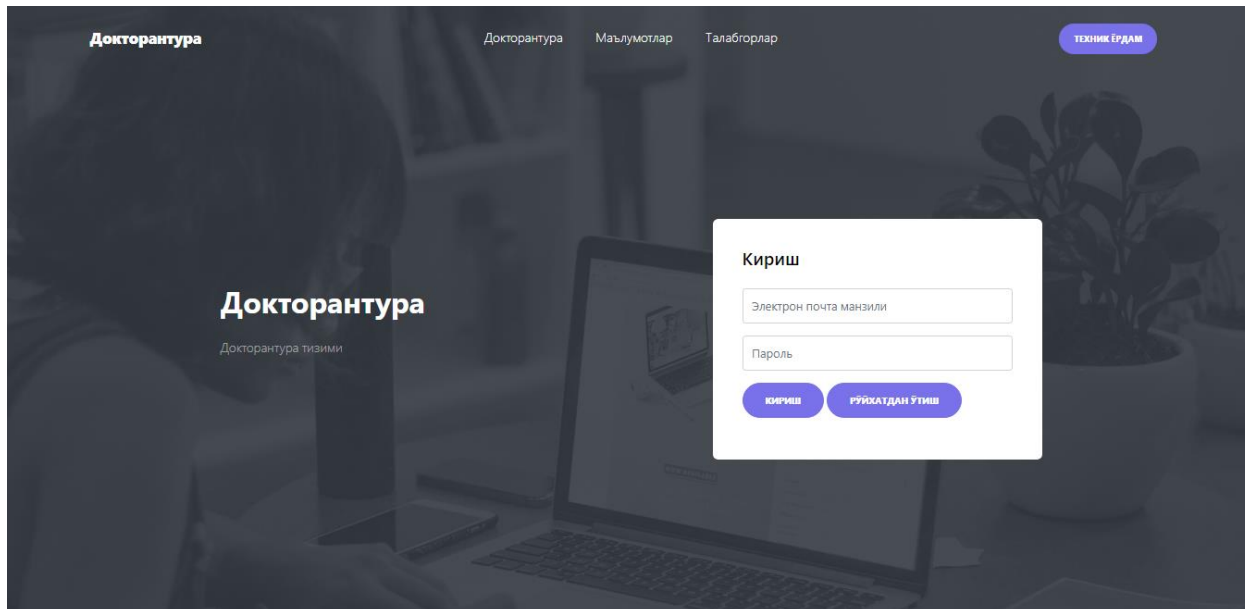 Докторантура
Докторантура Маълумотлар Талабгорлар
ТЕХНИК ЁРДАМ
Докторантура
Докторантура тизими
Кириш
Электрон почта манзили
Пароль
КИРИШ РЎЙХАТДАН ЎТИШ